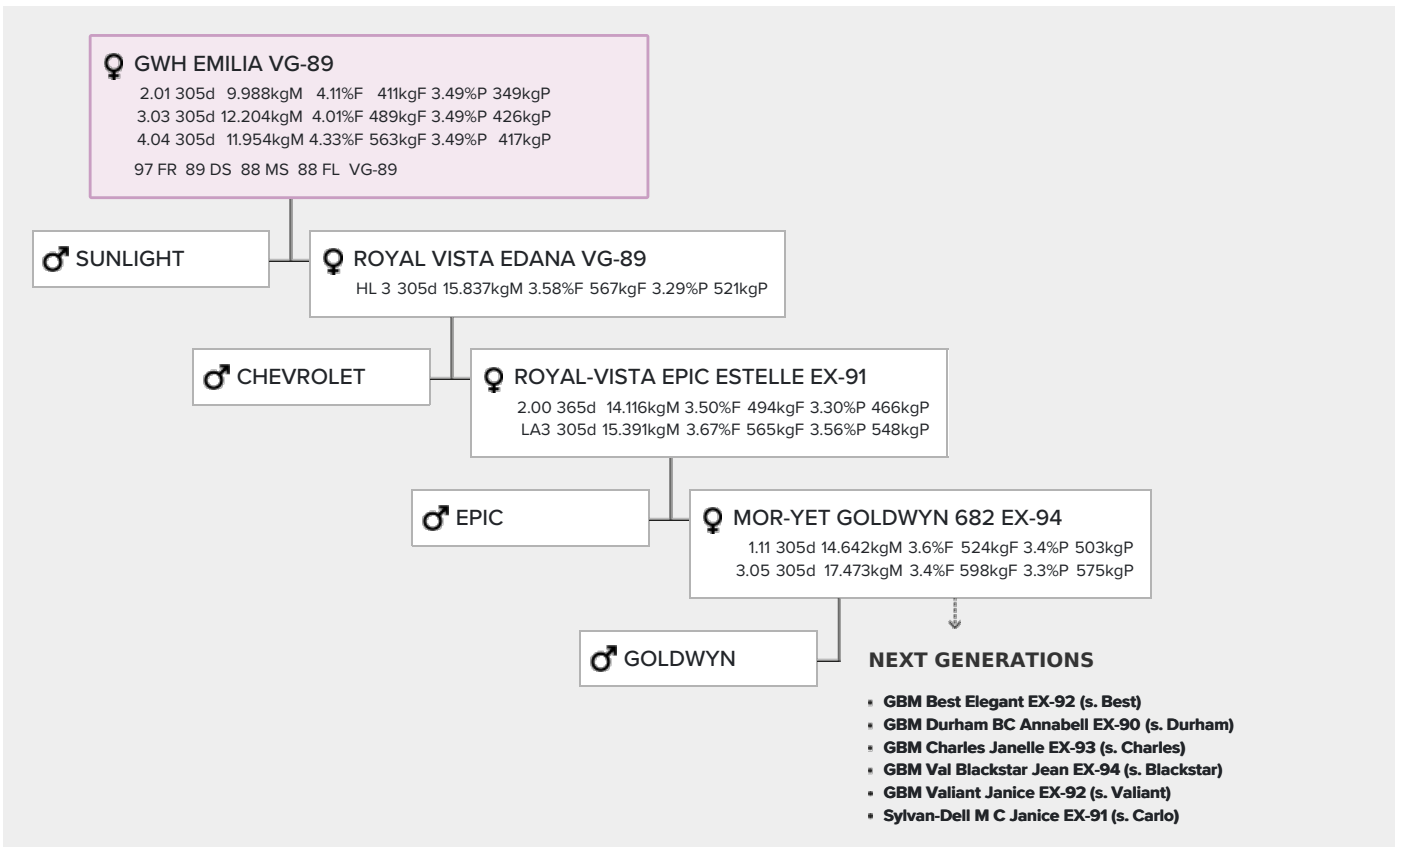 GWH EMILIA VG-89
2.01 305d 9.988kgM 4.11%F 411kgF 3.49%P 349kgP
3.03 305d 12.204kgM 4.01%F 489kgF 3.49%P 426kgP
4.04 305d 11.954kgM 4.33%F 563kgF 3.49%P 417kgP
97 FR 89 DS 88 MS 88 FL VG-89
SUNLIGHT
ROYAL VISTA EDANA VG-89
HL 3 305d 15.837kgM 3.58%F 567kgF 3.29%P 521kgP
CHEVROLET
ROYAL-VISTA EPIC ESTELLE EX-91
2.00 365d 14.116kgM 3.50%F 494kgF 3.30%P 466kgP
LA3 305d 15.391kgM 3.67%F 565kgF 3.56%P 548kgP
EPIC
MOR-YET GOLDWYN 682 EX-94
1.11 305d 14.642kgM 3.6%F 524kgF 3.4%P 503kgP
3.05 305d 17.473kgM 3.4%F 598kgF 3.3%P 575kgP
GOLDWYN
NEXT GENERATIONS
▪ GBM Best Elegant EX-92 (s. Best)
▪ GBM Durham BC Annabell EX-90 (s. Durham)
▪ GBM Charles Janelle EX-93 (s. Charles)
▪ GBM Val Blackstar Jean EX-94 (s. Blackstar)
▪ GBM Valiant Janice EX-92 (s. Valiant)
▪ Sylvan-Dell M C Janice EX-91 (s. Carlo)